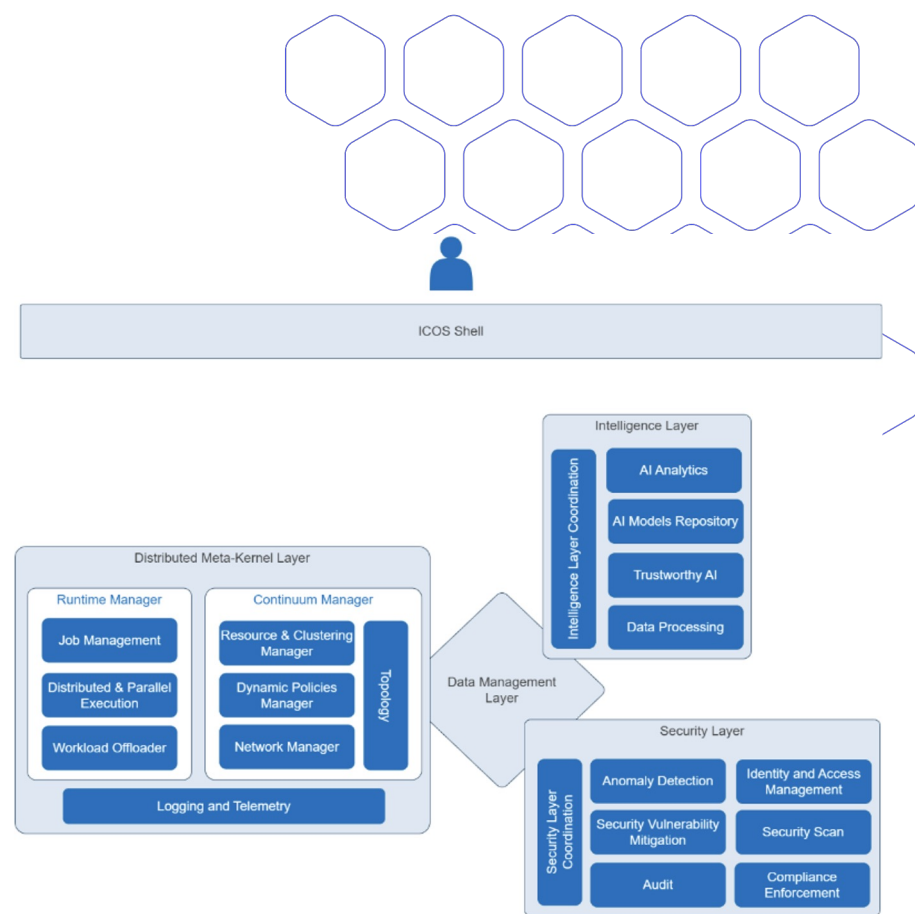 ICOS Shell
Intelligence Layer
Intelligence Layer Coordination
AI Analytics
AI Models Repository
Trustworthy AI
Data Processing
Distributed Meta-Kernel Layer
Runtime Manager
Job Management
Distributed & Parallel
Execution
Workload Offloader
Continuum Manager
Resource & Clustering
Manager
Dynamic Policies
Manager
Network Manager
Topology
Logging and Telemetry
Data Management
Layer
Security Layer
Security Layer
Coordination
Anomaly Detection
Identity and Access
Management
Security Vulnerability
Mitigation
Security Scan
Audit
Compliance
Enforcement